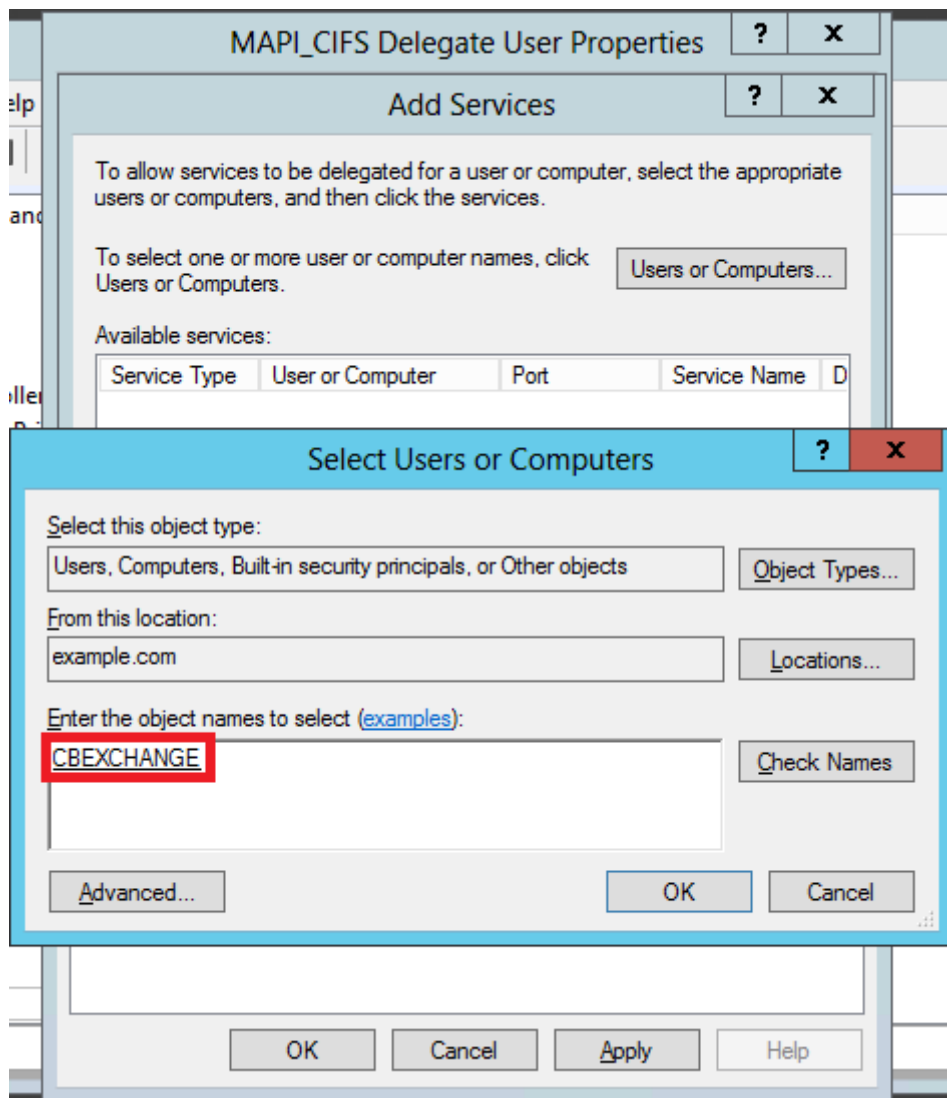 MAPI_CIFS Delegate User Properties
? x
Add Services
? x
elp
To allow services to be delegated for a user or computer, select the appropriate
users or computers, and then click the services.
To select one or more user or computer names, click
Users or Computers.
Users or Computers...
Available services:
Service Type User or Computer Port Service Name D
Select Users or Computers
? x
Select this object type:
Users, Computers, Built-in security principals, or Other objects
Object Types...
From this location:
example.com
Locations...
Enter the object names to select (examples):
CBEXCHANGE
Check Names
Advanced...
OK
Cancel
OK
Cancel
Apply
Help